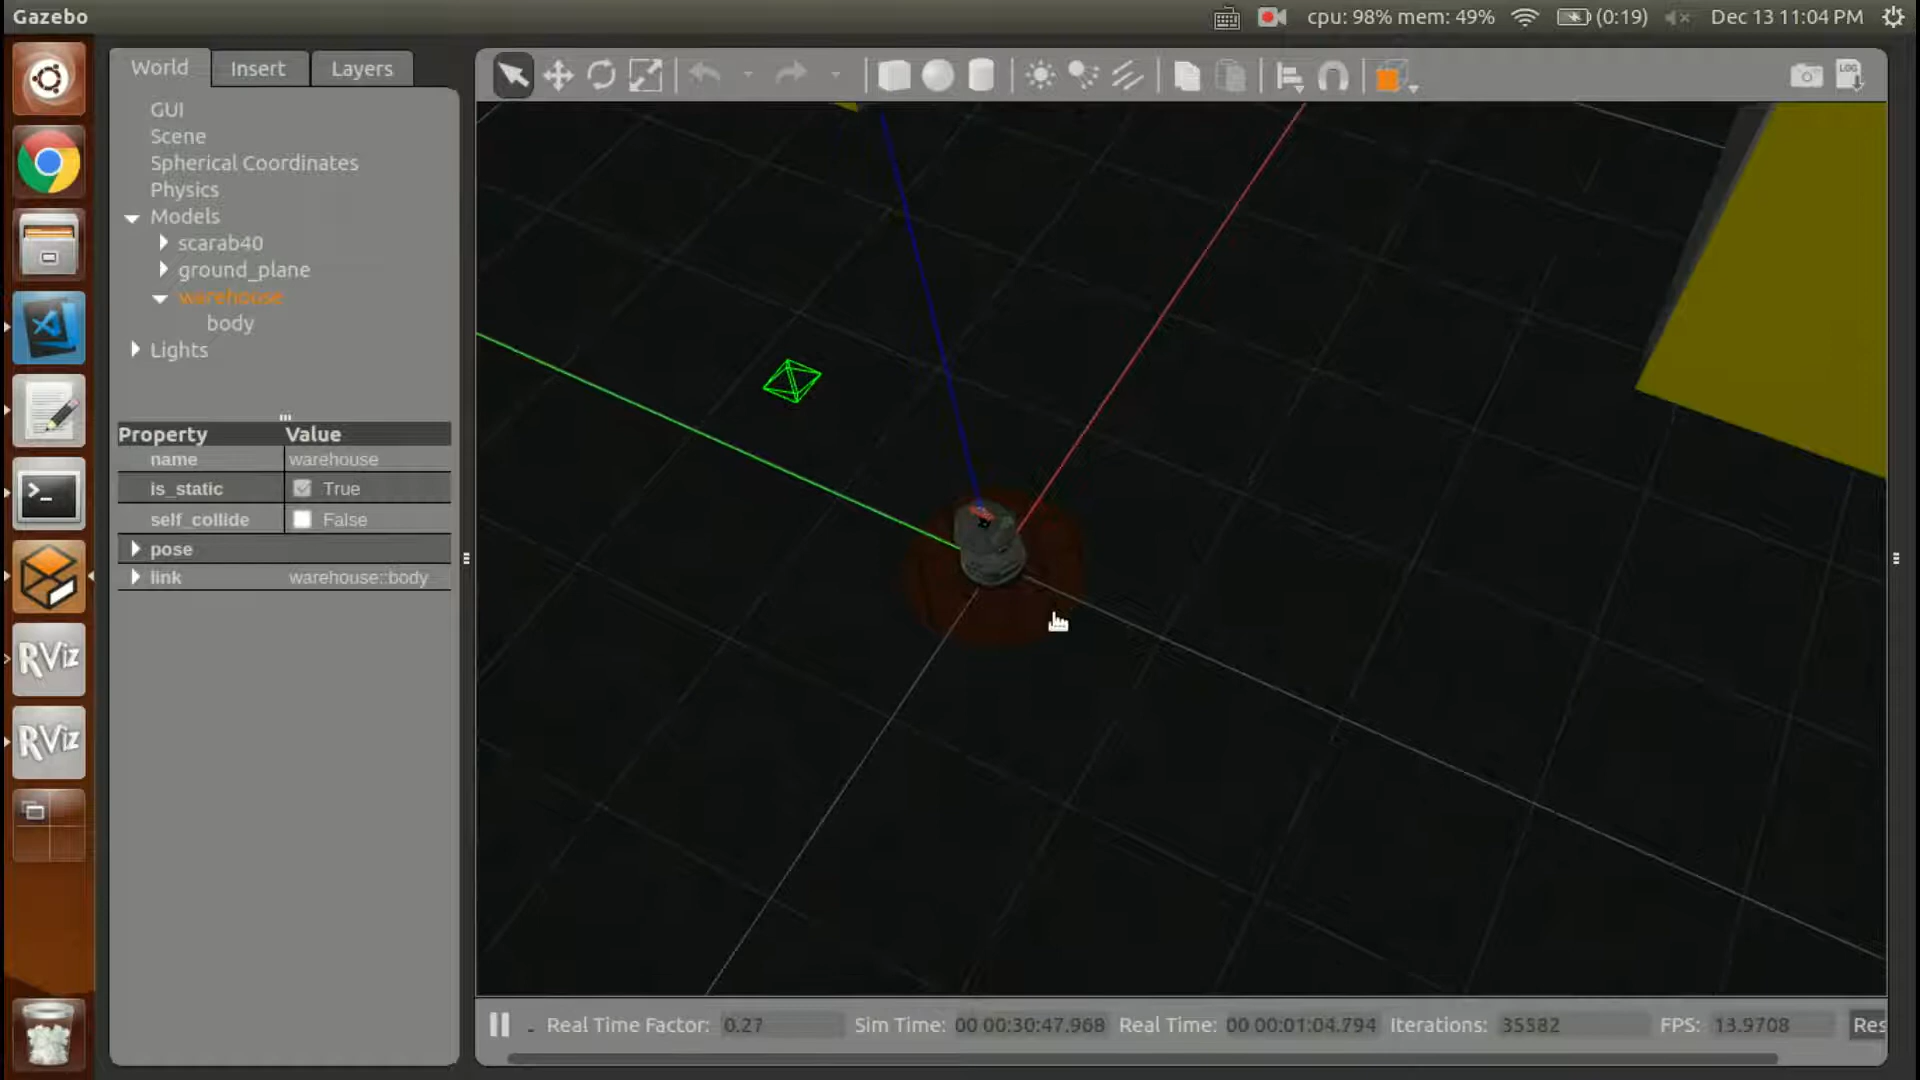 Gazebo
cpu: 98% mem: 49%
(0:19)
Dec 13 11:04 PM
World
Insert
Layers
LOG
GUI
Scene
Spherical Coordinates
Physics
Models
scarab40
ground_plane
warehouse
body
Lights
Property Value
name warehouse
is_static True
self_collide False
pose
link warehouse::body
>_
RViz
RViz
Real Time Factor: 0.27 Sim Time: 00 00:30:47.968 Real Time: 00 00:01:04.794 Iterations: 35582 FPS: 13.9708 Res